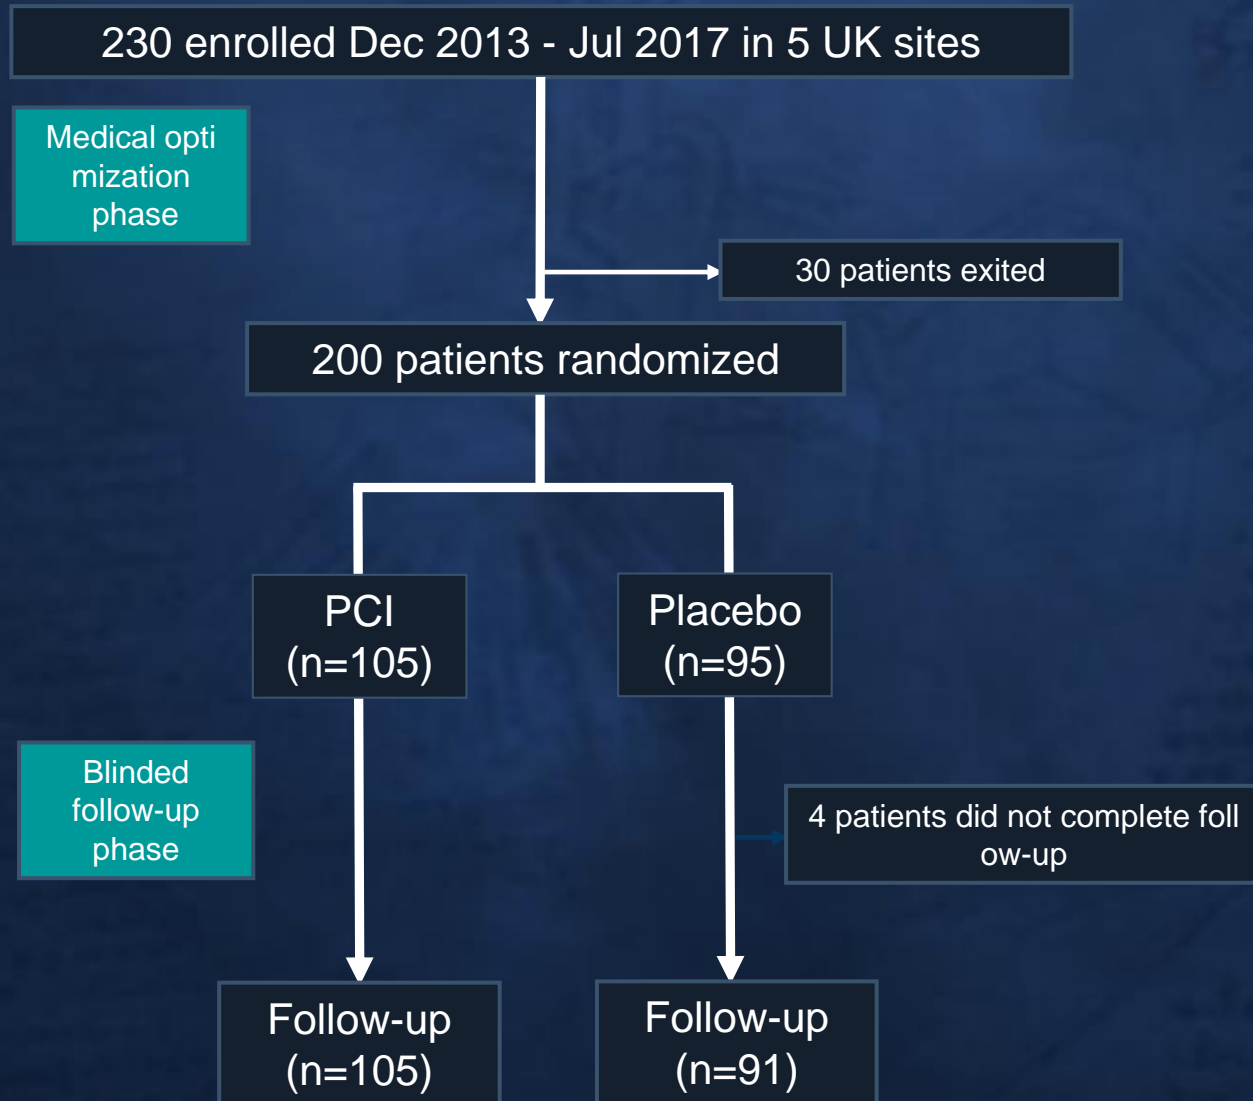 230 enrolled Dec 2013 - Jul 2017 in 5 UK sites
Medical opti
mization
phase
30 patients exited
200 patients randomized
PCI
(n=105)
Placebo
(n=95)
Blinded
follow-up
phase
4 patients did not complete foll
ow-up
Follow-up
(n=105)
Follow-up
(n=91)